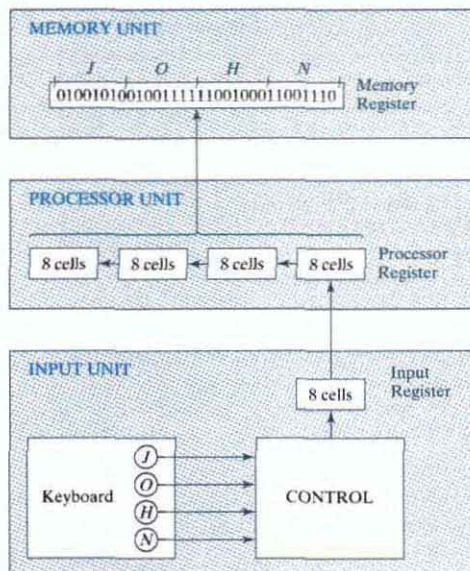 MEMORY UNIT
J O H N
01001010010011111100100011001110
Memory
Register
PROCESSOR UNIT
8 cells 8 cells 8 cells 8 cells
Processor
Register
INPUT UNIT
Input
Register
8 cells
Keyboard
J
O
H
N
CONTROL